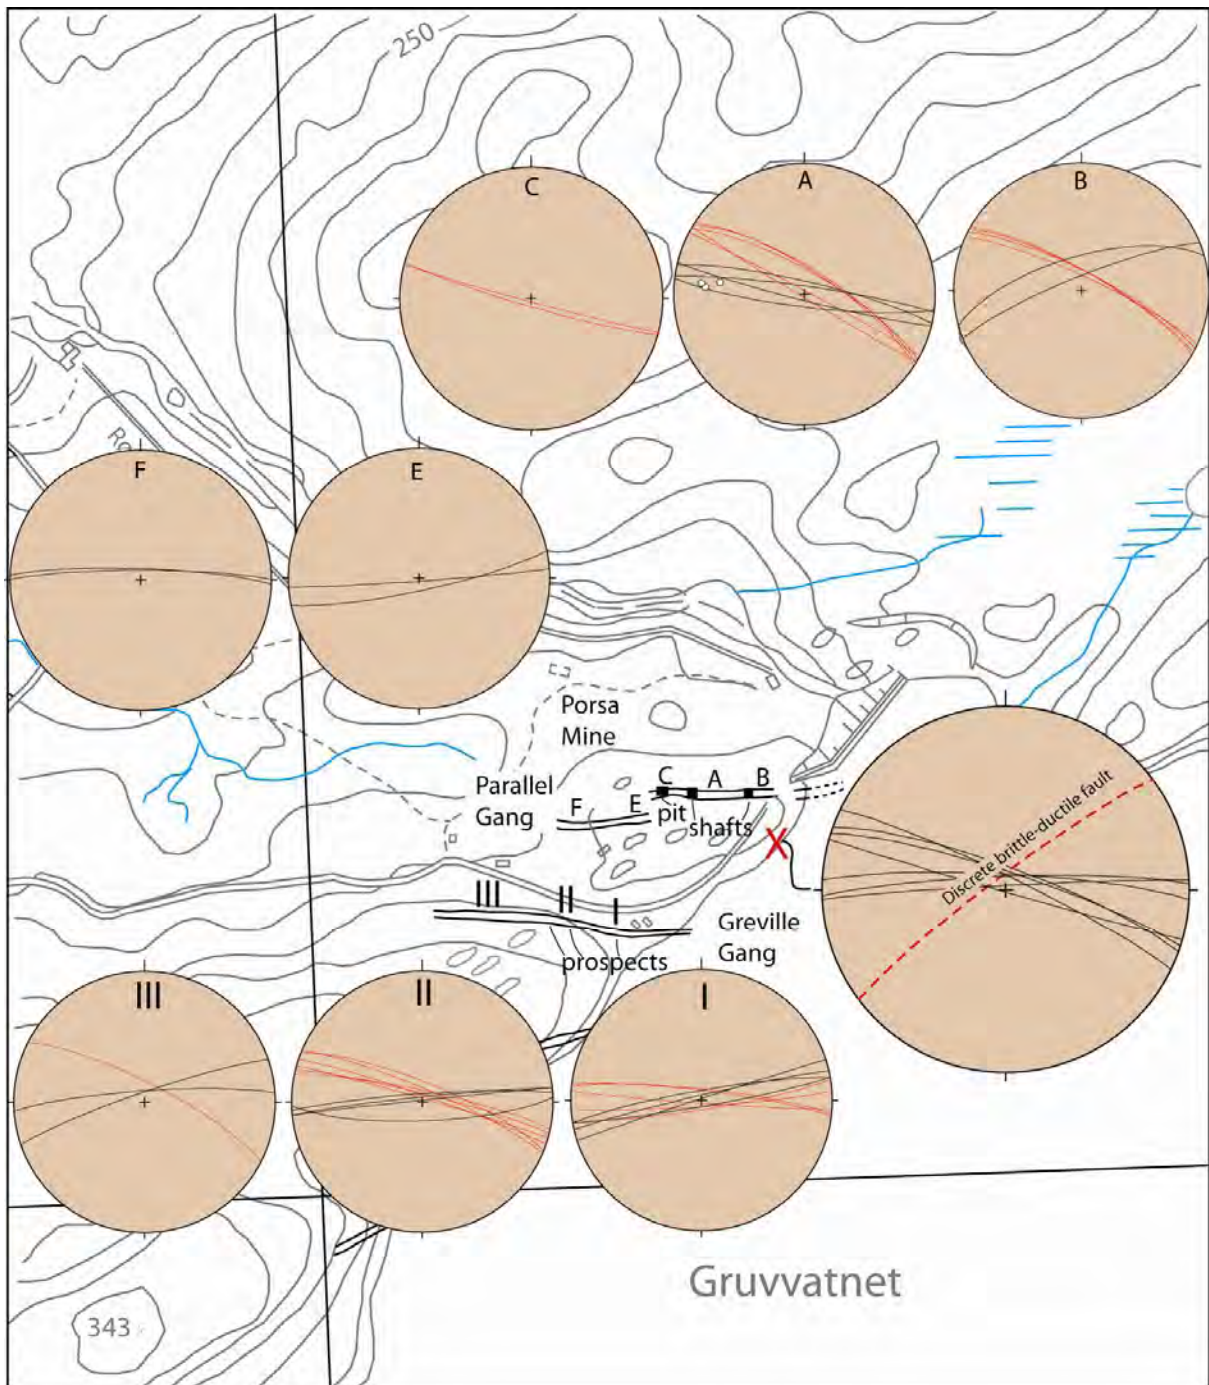 250
C
A
B
F
E
Porsa
Mine
Parallel
Gang
C
A
B
F
E
pit
shafts
Discrete brittle-ductile fault
X
III
II
I
Greville
Gang
prospects
III
II
I
Gruvvatnet
343